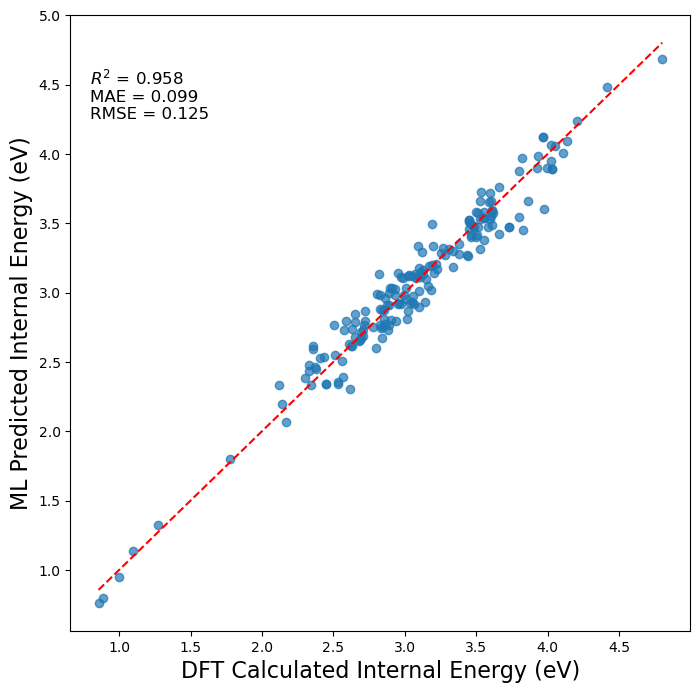 5.0
4.5
4.0
3.5
3.0
2.5
2.0
1.5
1.0
ML Predicted Internal Energy (eV)
R² = 0.958
MAE = 0.099
RMSE = 0.125
1.0 1.5 2.0 2.5 3.0 3.5 4.0 4.5
DFT Calculated Internal Energy (eV)